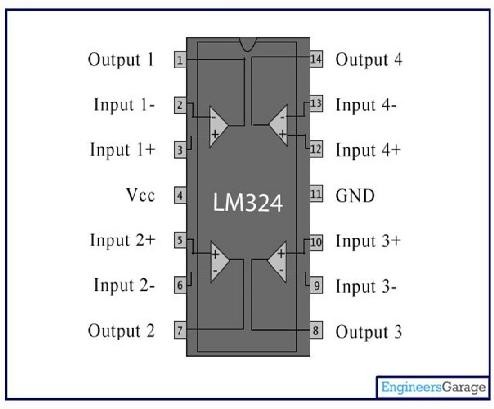 Output 1 1 14 Output 4
Input 1- 2 - - 13 Input 4-
Input 1+ 3 + + 12 Input 4+
Vcc 4 LM324 11 GND
Input 2+ 5 + + 10 Input 3+
Input 2- 6 - - 9 Input 3-
Output 2 7 8 Output 3
EngineersGarage